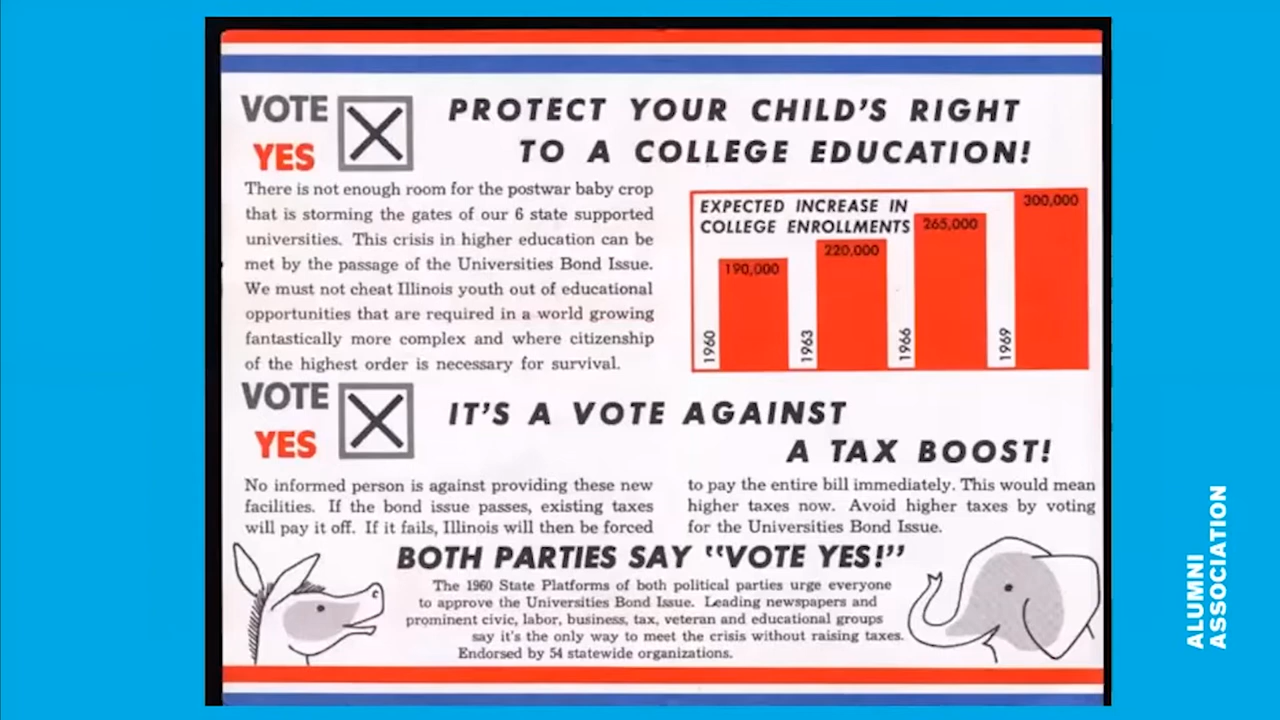 VOTE
YES
PROTECT YOUR CHILD'S RIGHT
TO A COLLEGE EDUCATION!
There is not enough room for the postwar baby crop
that is storming the gates of our 6 state supported
universities. This crisis in higher education can be
met by the passage of the Universities Bond Issue.
We must not cheat Illinois youth out of educational
opportunities that are required in a world growing
fantastically more complex and where citizenship
of the highest order is necessary for survival.
EXPECTED INCREASE IN
COLLEGE ENROLLMENTS
190,000
220,000
265,000
300,000
1960
1963
1966
1969
VOTE
YES
IT'S A VOTE AGAINST
A TAX BOOST!
No informed person is against providing these new
facilities. If the bond issue passes, existing taxes
will pay it off. If it fails, Illinois will then be forced
to pay the entire bill immediately. This would mean
higher taxes now. Avoid higher taxes by voting
for the Universities Bond Issue.
BOTH PARTIES SAY "VOTE YES!"
The 1960 State Platforms of both political parties urge everyone
to approve the Universities Bond Issue. Leading newspapers and
prominent civic, labor, business, tax, veteran and educational groups
say it's the only way to meet the crisis without raising taxes.
Endorsed by 54 statewide organizations.
ALUMNI
ASSOCIATION